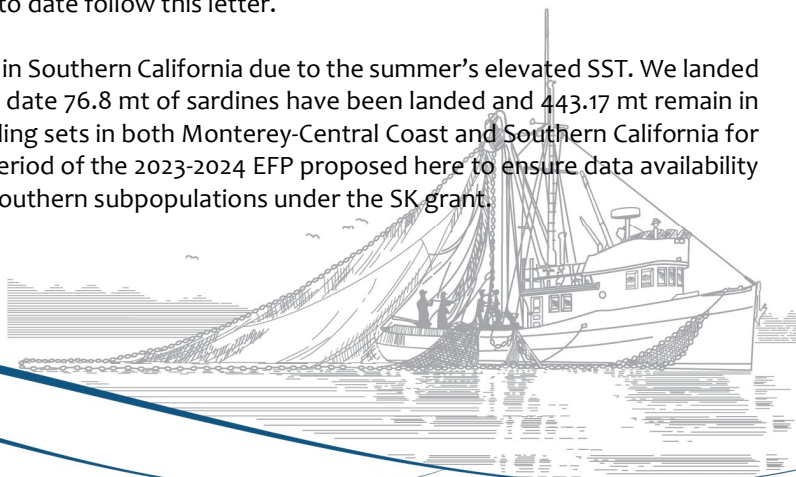 to date follow this letter.
in Southern California due to the summer's elevated SST. We landed
date 76.8 mt of sardines have been landed and 443.17 mt remain in
ling sets in both Monterey-Central Coast and Southern California for
eriod of the 2023-2024 EFP proposed here to ensure data availability
outhern subpopulations under the SK grant.